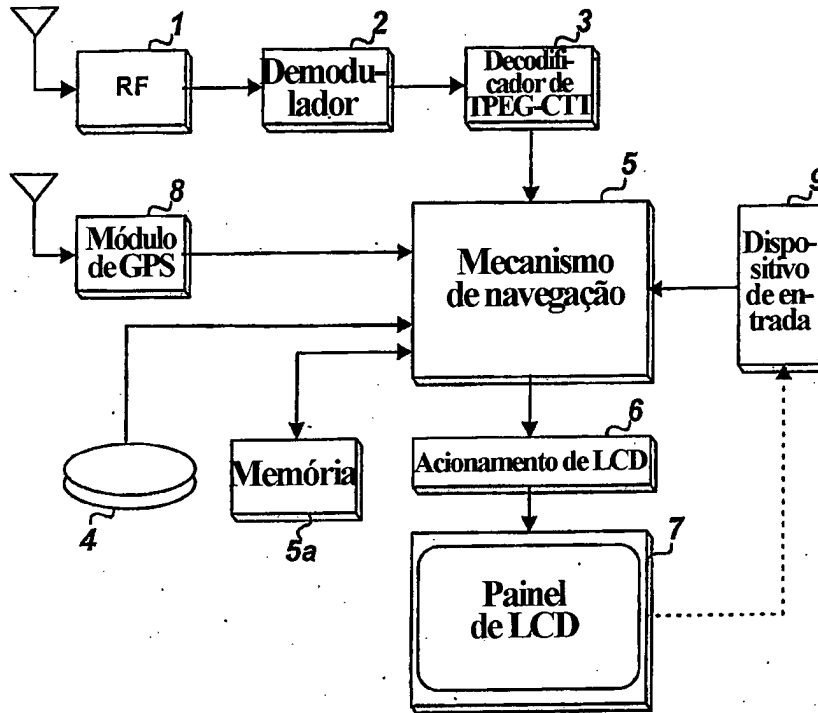 1
2
3
RF
Demodu-
lador
Decodifi-
cador de
TPEG-CTT
8
5
9
Módulo
de GPS
Mecanismo
de navegação
Dispo-
sitivo
de en-
trada
6
Memória
Acionamento de LCD
4
5a
7
Painel
de LCD